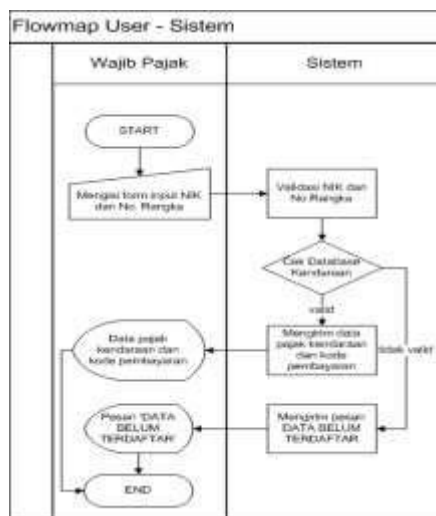 Flowmap User - Sistem
Wajib Pajak
Sistem
START
Mengisi form input NIK
dan No. Rangka
Validasi NIK dan
No Rangka
Cek Database
Kendaraan
valid
tidak valid
Mengirim data
pajak kendaraan
dan kode
pembayaran
Data pajak
kendaraan dan
kode pembayaran
Mengirim pesan
DATA BELUM
TERDAFTAR
Pesan 'DATA
BELUM
TERDAFTAR
END